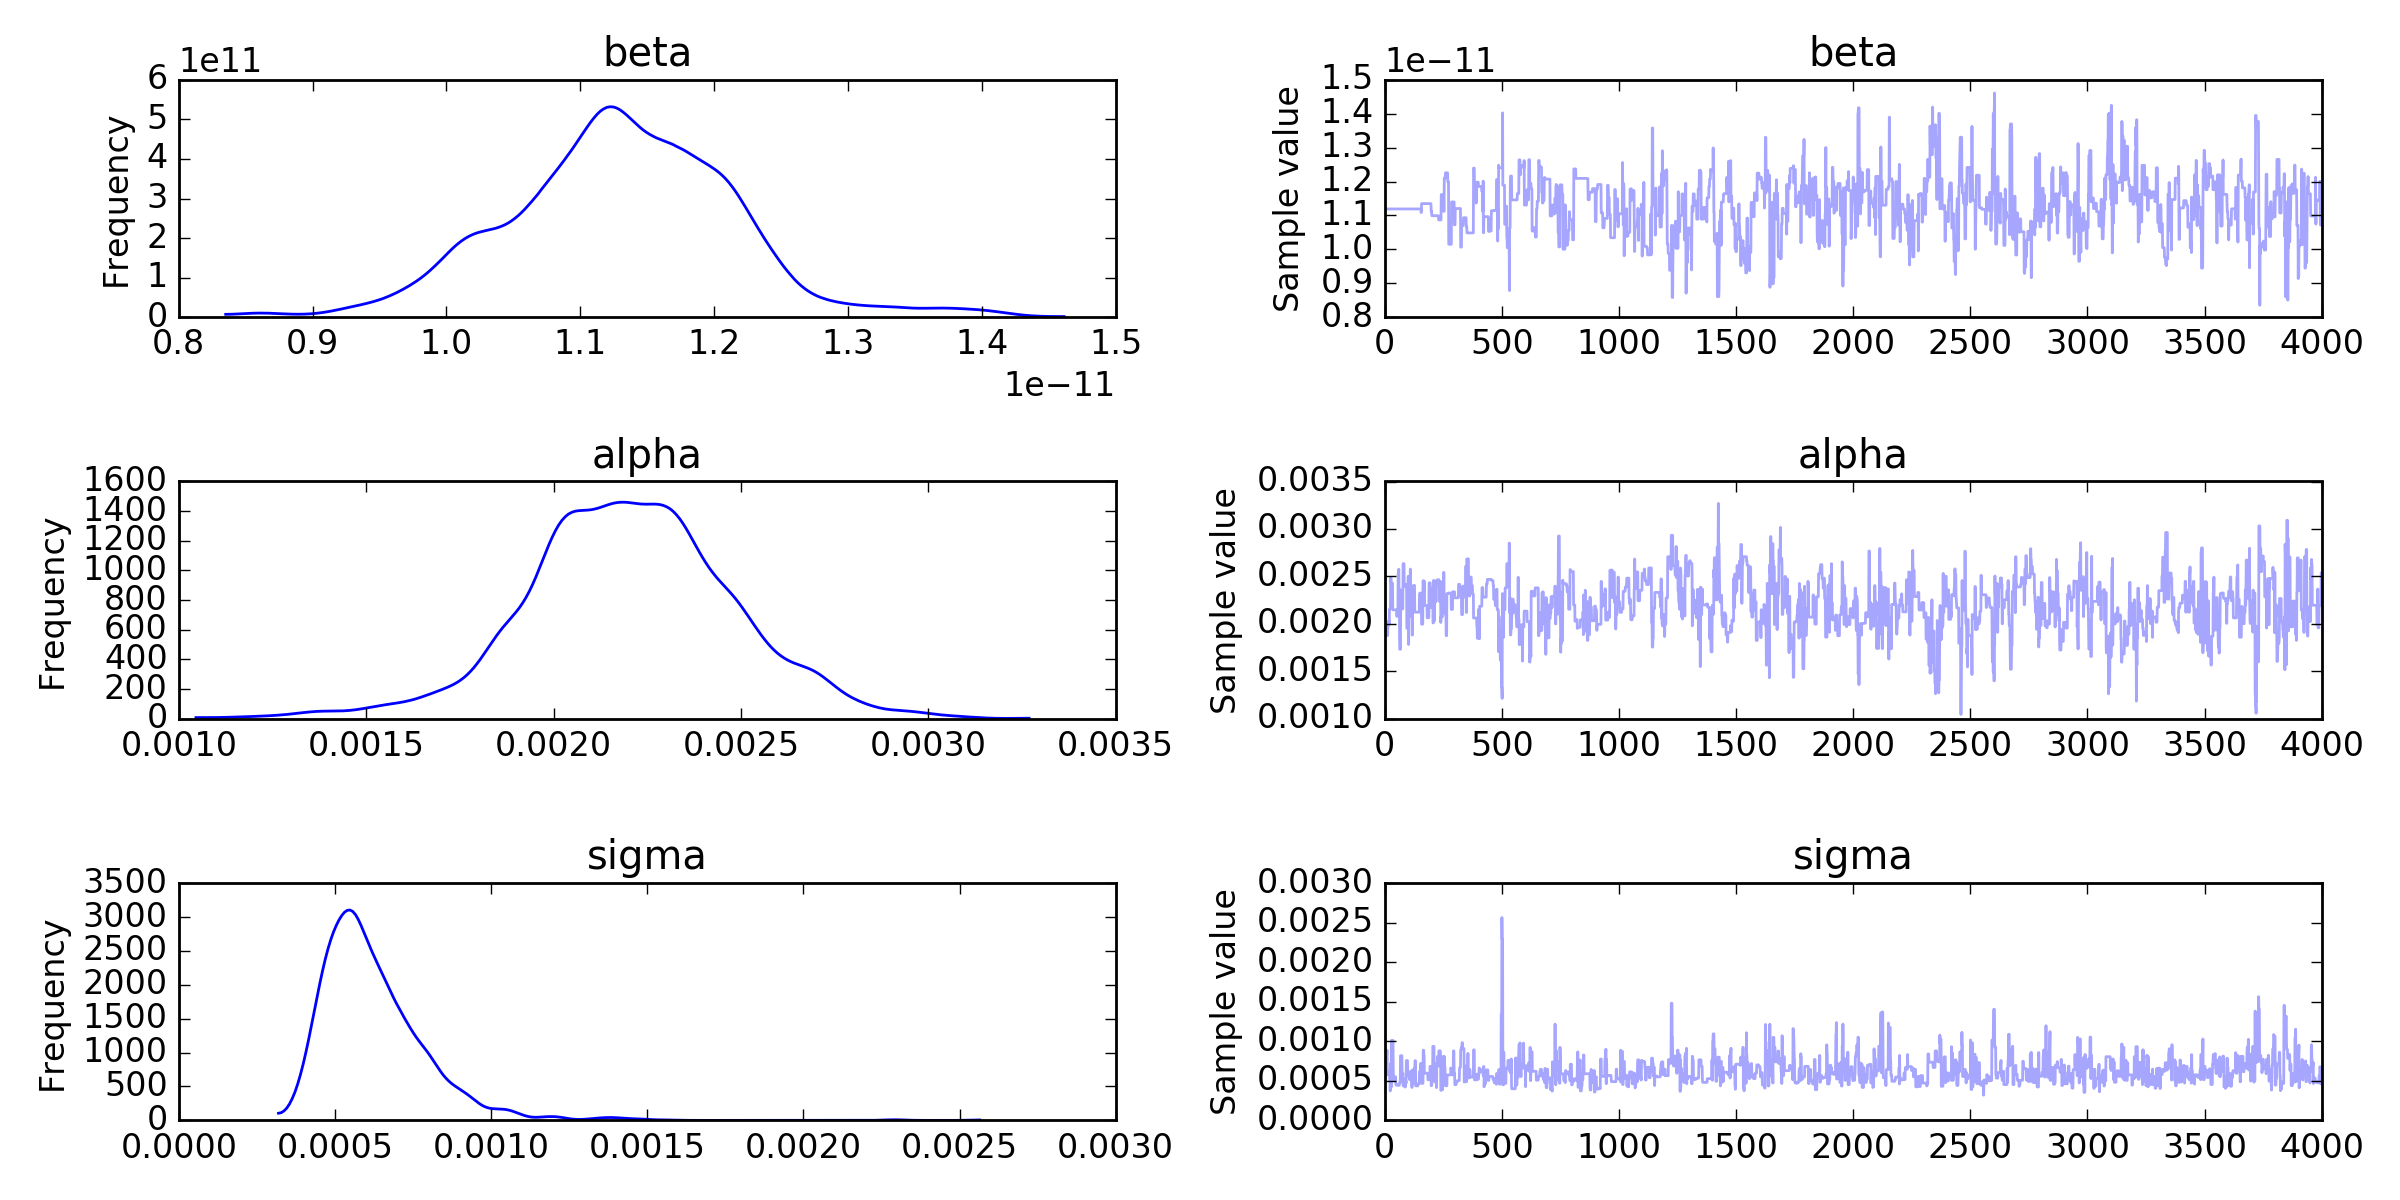 beta
1e11
Frequency
6
5
4
3
2
1
0
0.8 0.9 1.0 1.1 1.2 1.3 1.4 1.5
1e−11
beta
1e−11
Sample value
1.5
1.4
1.3
1.2
1.1
1.0
0.9
0.8
0 500 1000 1500 2000 2500 3000 3500 4000
alpha
Frequency
1600
1400
1200
1000
800
600
400
200
0
0.0010 0.0015 0.0020 0.0025 0.0030 0.0035
alpha
Sample value
0.0035
0.0030
0.0025
0.0020
0.0015
0.0010
0 500 1000 1500 2000 2500 3000 3500 4000
sigma
Frequency
3500
3000
2500
2000
1500
1000
500
0
0.0000 0.0005 0.0010 0.0015 0.0020 0.0025 0.0030
sigma
Sample value
0.0030
0.0025
0.0020
0.0015
0.0010
0.0005
0.0000
0 500 1000 1500 2000 2500 3000 3500 4000